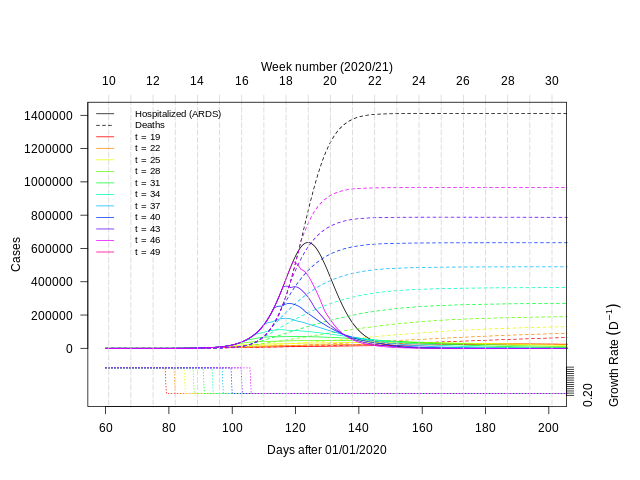 Week number (2020/21)
10 12 14 16 18 20 22 24 26 28 30
Hospitalized (ARDS)
Deaths
t = 19
t = 22
t = 25
t = 28
t = 31
t = 34
t = 37
t = 40
t = 43
t = 46
t = 49
1400000
1200000
1000000
800000
600000
400000
200000
0
Cases
0.20
Growth Rate (D⁻¹)
60 80 100 120 140 160 180 200
Days after 01/01/2020